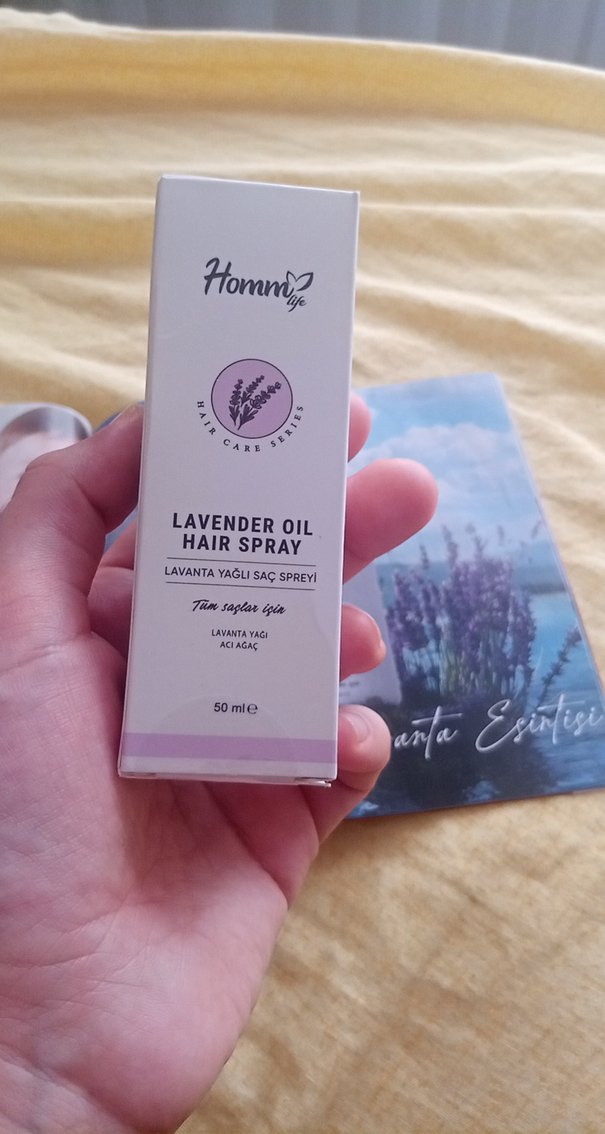 Homm
life
HAIR CARE SERIES
LAVENDER OIL
HAIR SPRAY
LAVANTA YAĞLI SAÇ SPREYİ
Tüm saçlar için
LAVANTA YAĞI
ACI AĞAÇ
50 ml ℮
anta Esintisi